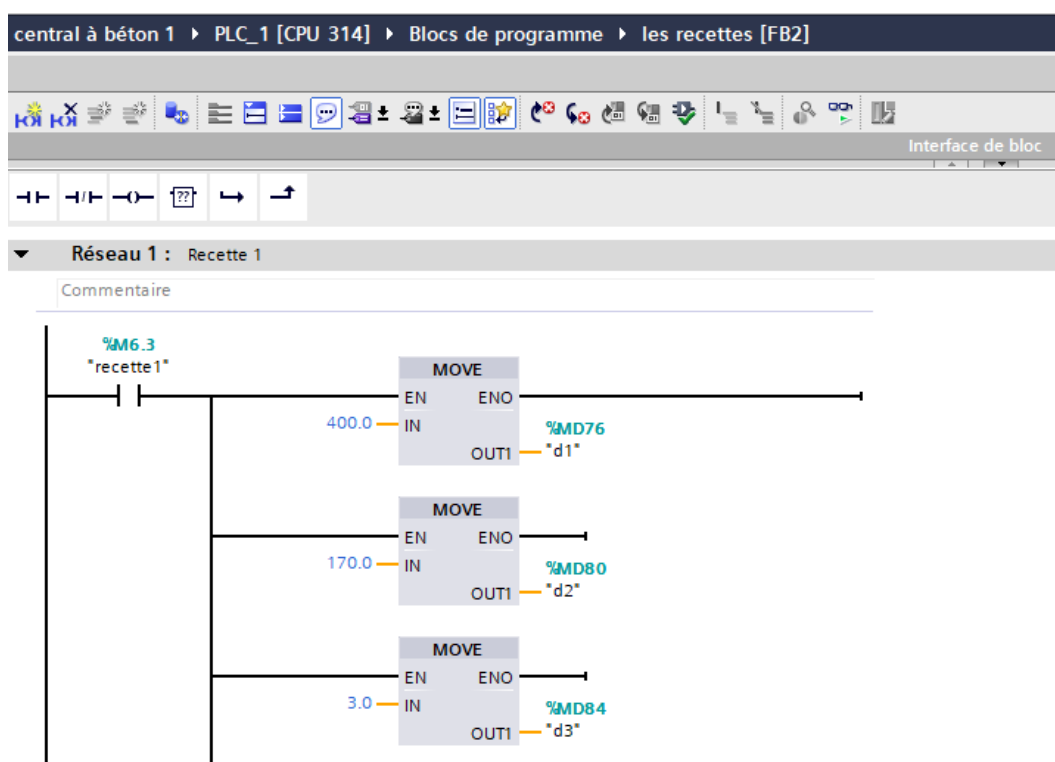 central à béton 1 ▸ PLC_1 [CPU 314] ▸ Blocs de programme ▸ les recettes [FB2]
Interface de bloc
??
Réseau 1 : Recette 1
Commentaire
%M6.3
"recette1"
MOVE
EN ENO
400.0 IN
%MD76
OUT1 "d1"
MOVE
EN ENO
170.0 IN
%MD80
OUT1 "d2"
MOVE
EN ENO
3.0 IN
%MD84
OUT1 "d3"